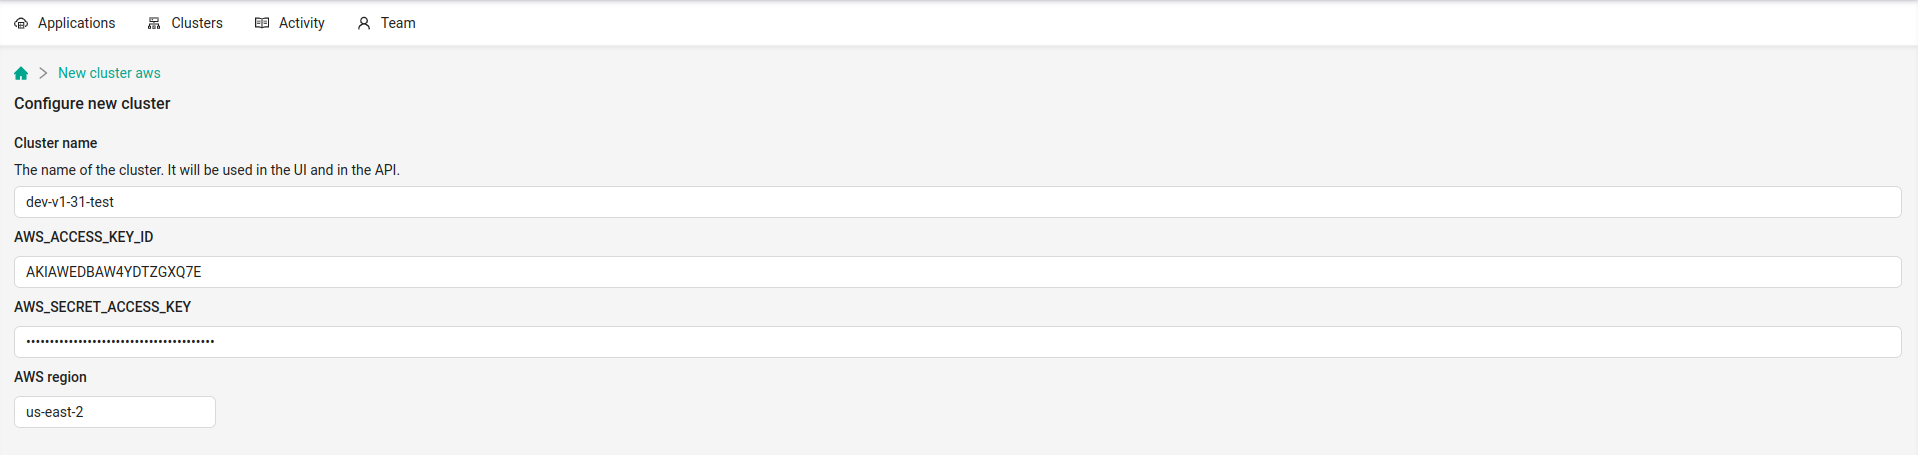 Applications Clusters Activity Team
New cluster aws
Configure new cluster
Cluster name
The name of the cluster. It will be used in the UI and in the API.
dev-v1-31-test
AWS_ACCESS_KEY_ID
AKIAWEDBAW4YDTZGXQ7E
AWS_SECRET_ACCESS_KEY
••••••••••••••••••••••••••••••••••••••••
AWS region
us-east-2